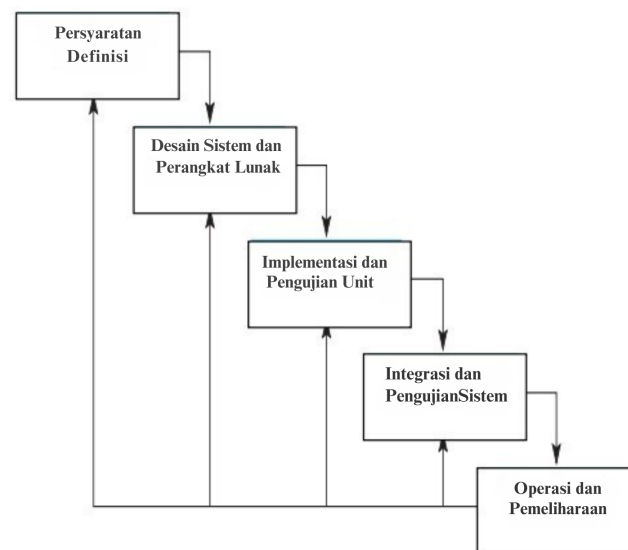 Persyaratan
Definisi
Desain Sistem dan
Perangkat Lunak
Implementasi dan
Pengujian Unit
Integrasi dan
PengujianSistem
Operasi dan
Pemeliharaan